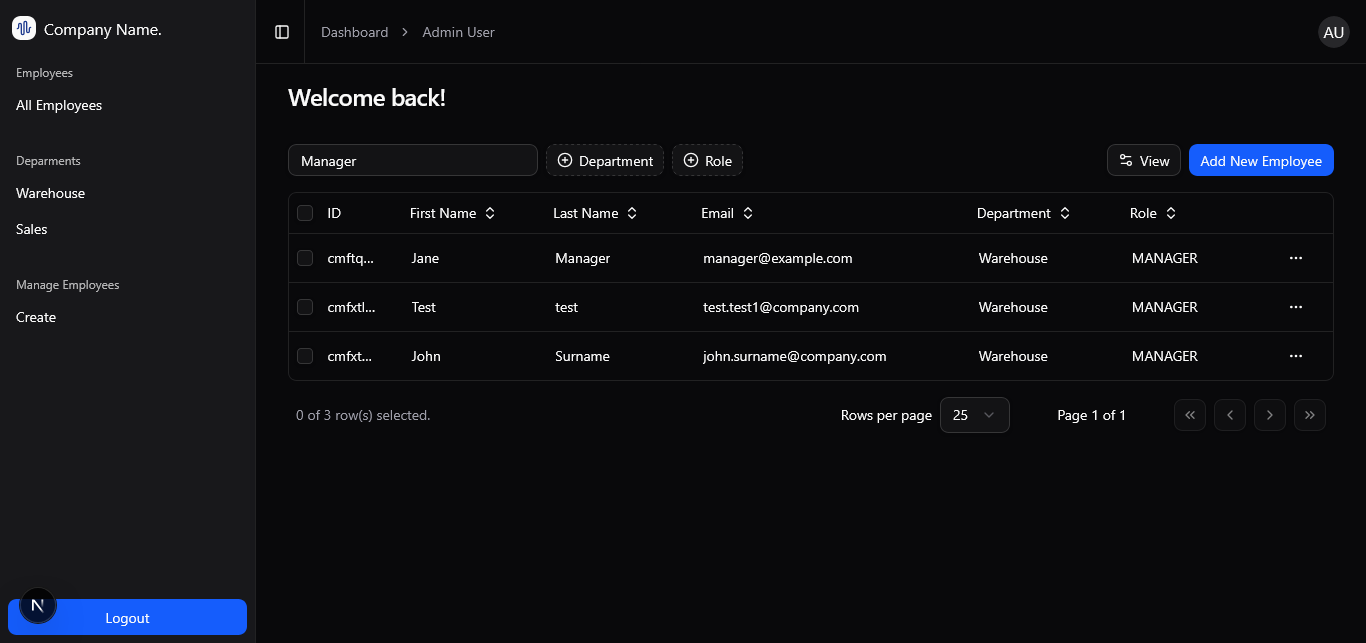 Company Name.
Employees
All Employees
Deparments
Warehouse
Sales
Manage Employees
Create
N
Logout
Dashboard > Admin User
AU
Welcome back!
Manager Department Role View Add New Employee
ID First Name Last Name Email Department Role
cmftq... Jane Manager manager@example.com Warehouse MANAGER ...
cmfxtl... Test test test.test1@company.com Warehouse MANAGER ...
cmfxt... John Surname john.surname@company.com Warehouse MANAGER ...
0 of 3 row(s) selected. Rows per page 25 Page 1 of 1